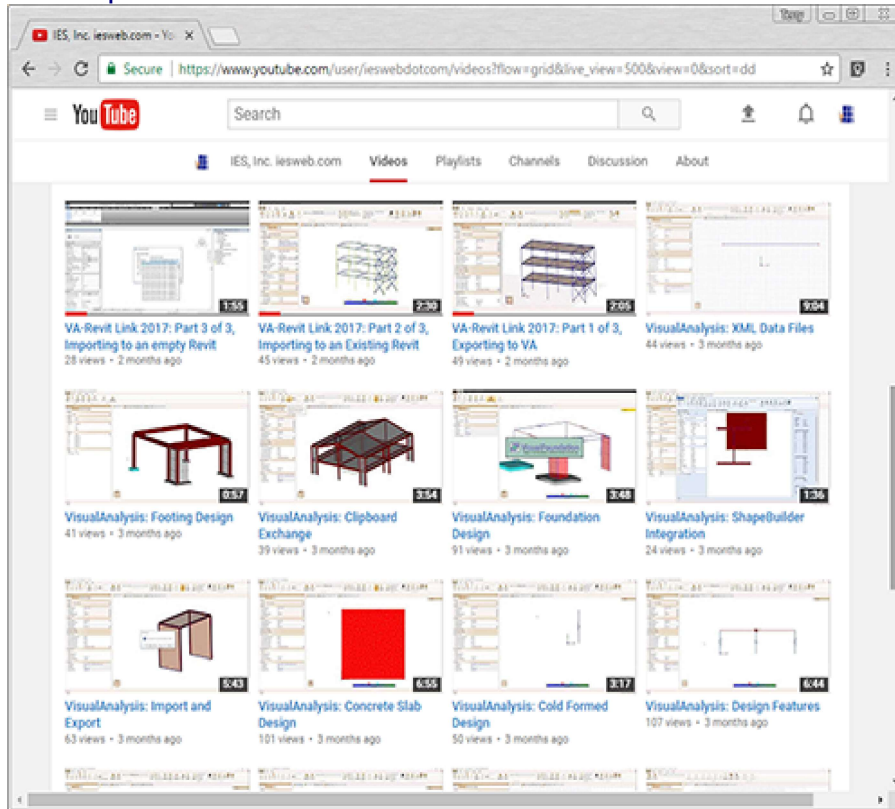 Terry
IES, Inc. iesweb.com - Yo
Secure | https://www.youtube.com/user/ieswebdotcom/videos?flow=grid&live_view=500&view=0&sort=dd
YouTube
Search
IES, Inc. iesweb.com Videos Playlists Channels Discussion About
1:55 2:30 2:05 9:04
VA-Revit Link 2017: Part 3 of 3, VA-Revit Link 2017: Part 2 of 3, VA-Revit Link 2017: Part 1 of 3, VisualAnalysis: XML Data Files
Importing to an empty Revit Importing to an Existing Revit Exporting to VA 44 views • 3 months ago
28 views • 2 months ago 45 views • 2 months ago 49 views • 2 months ago
VisualFoundation
0:57 3:54 3:48 1:36
VisualAnalysis: Footing Design VisualAnalysis: Clipboard VisualAnalysis: Foundation VisualAnalysis: ShapeBuilder
41 views • 3 months ago Exchange Design Integration
39 views • 3 months ago 91 views • 3 months ago 24 views • 3 months ago
5:43 6:55 3:17 6:44
VisualAnalysis: Import and VisualAnalysis: Concrete Slab VisualAnalysis: Cold Formed VisualAnalysis: Design Features
Export Design Design 107 views • 3 months ago
63 views • 3 months ago 101 views • 3 months ago 50 views • 3 months ago